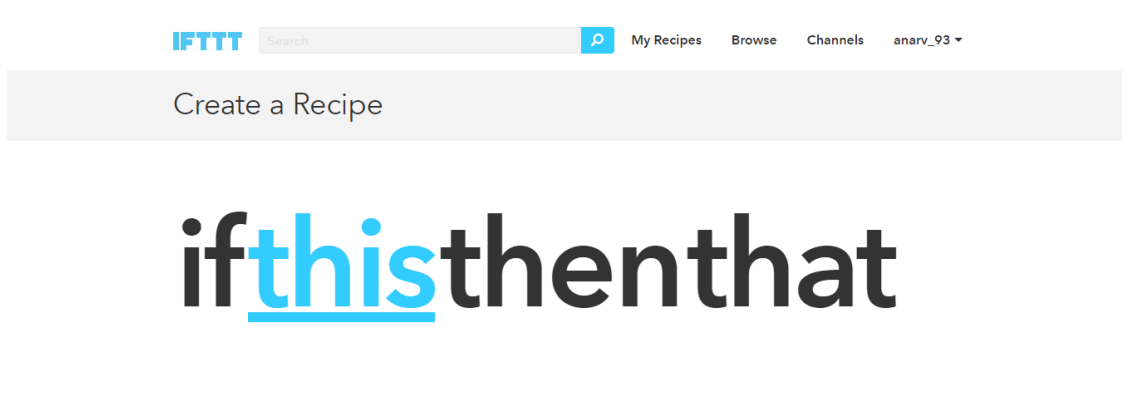 IFTTT Search My Recipes Browse Channels anarv_93
Create a Recipe
ifthisthenthat